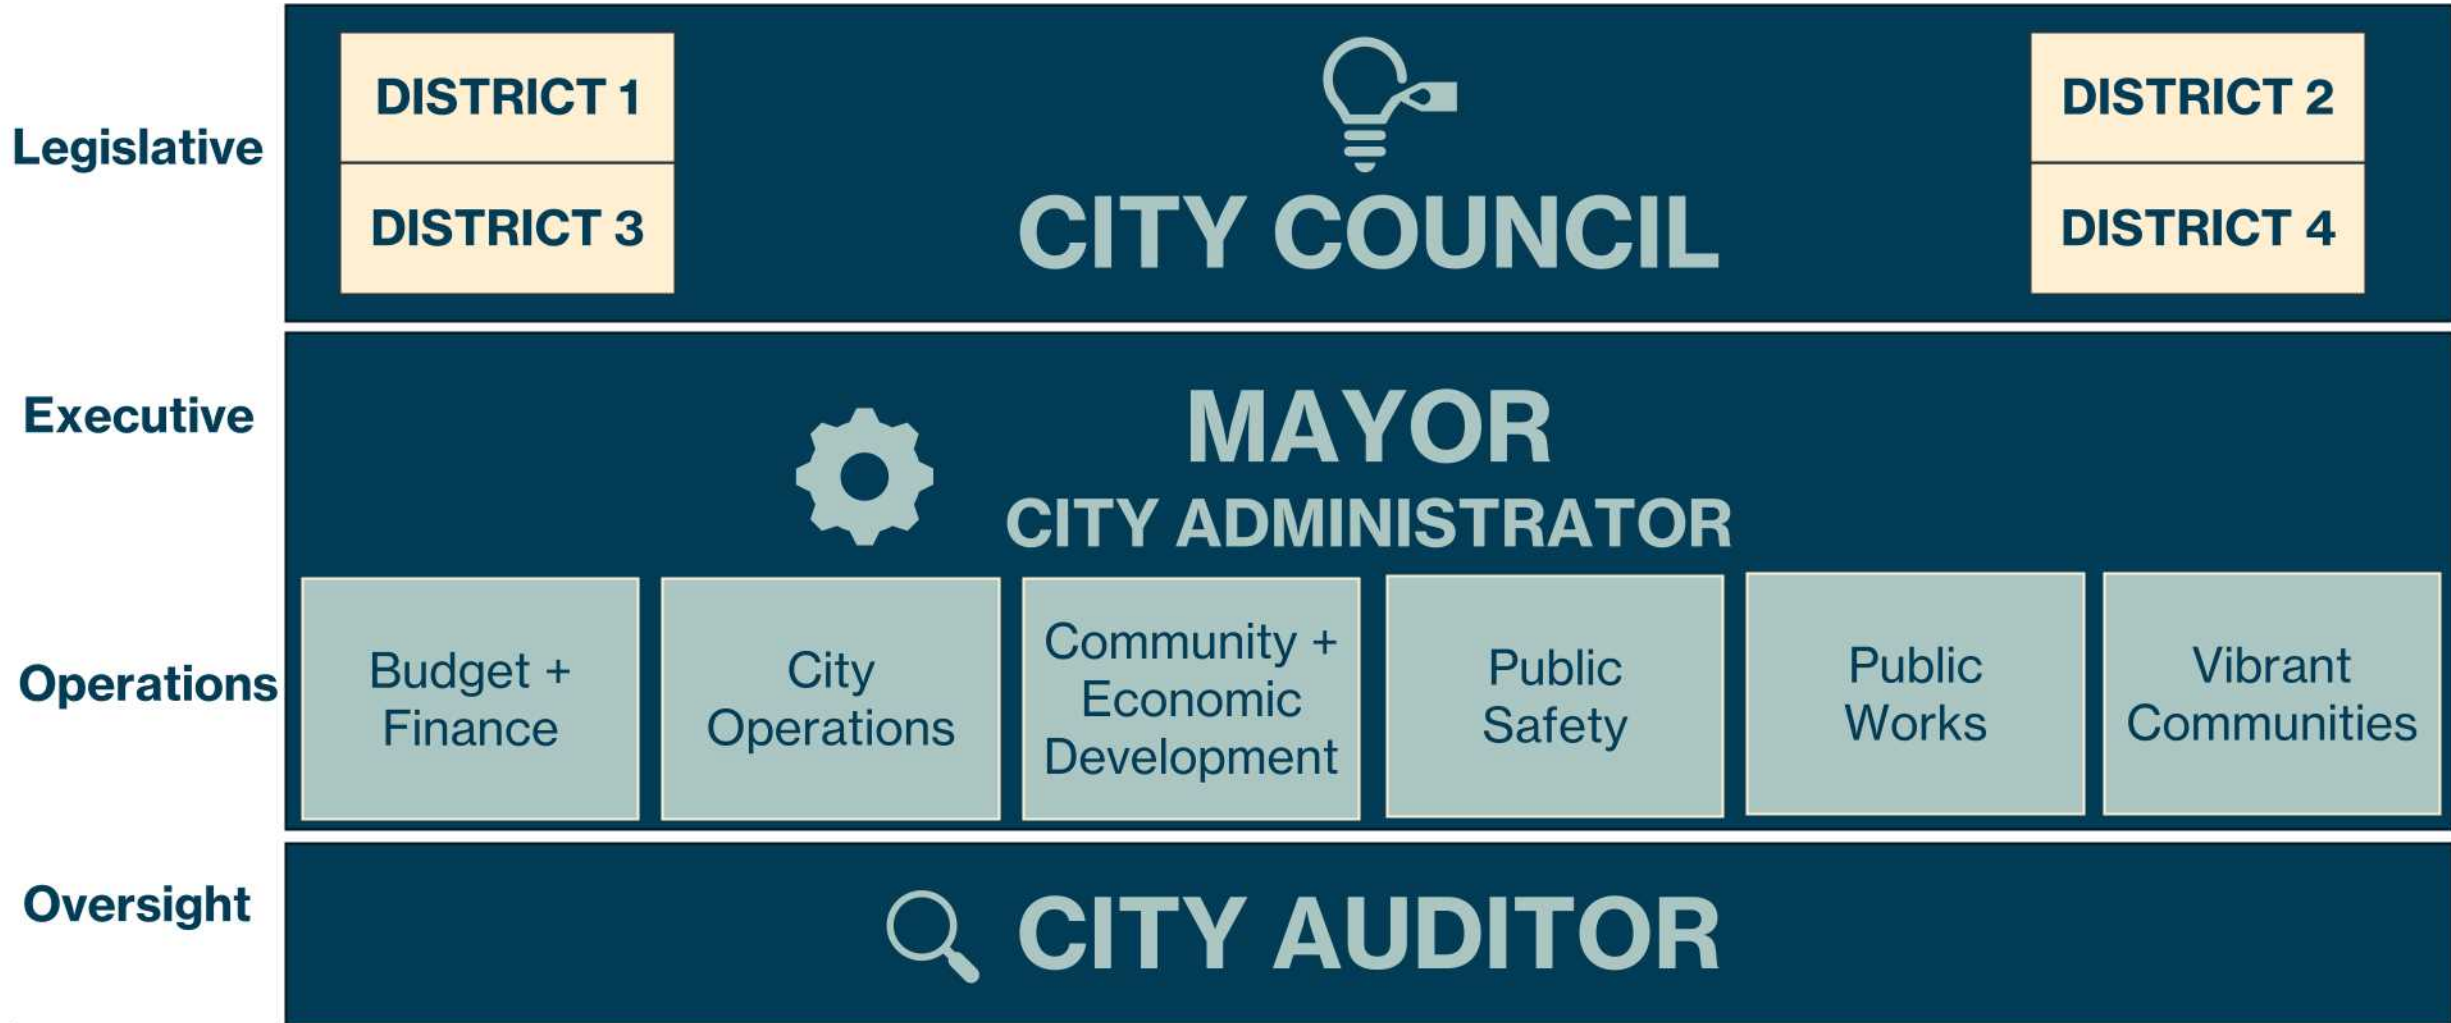 Legislative
DISTRICT 1
DISTRICT 3
CITY COUNCIL
DISTRICT 2
DISTRICT 4
Executive
MAYOR
CITY ADMINISTRATOR
Operations
Budget +
Finance
City
Operations
Community +
Economic
Development
Public
Safety
Public
Works
Vibrant
Communities
Oversight
CITY AUDITOR